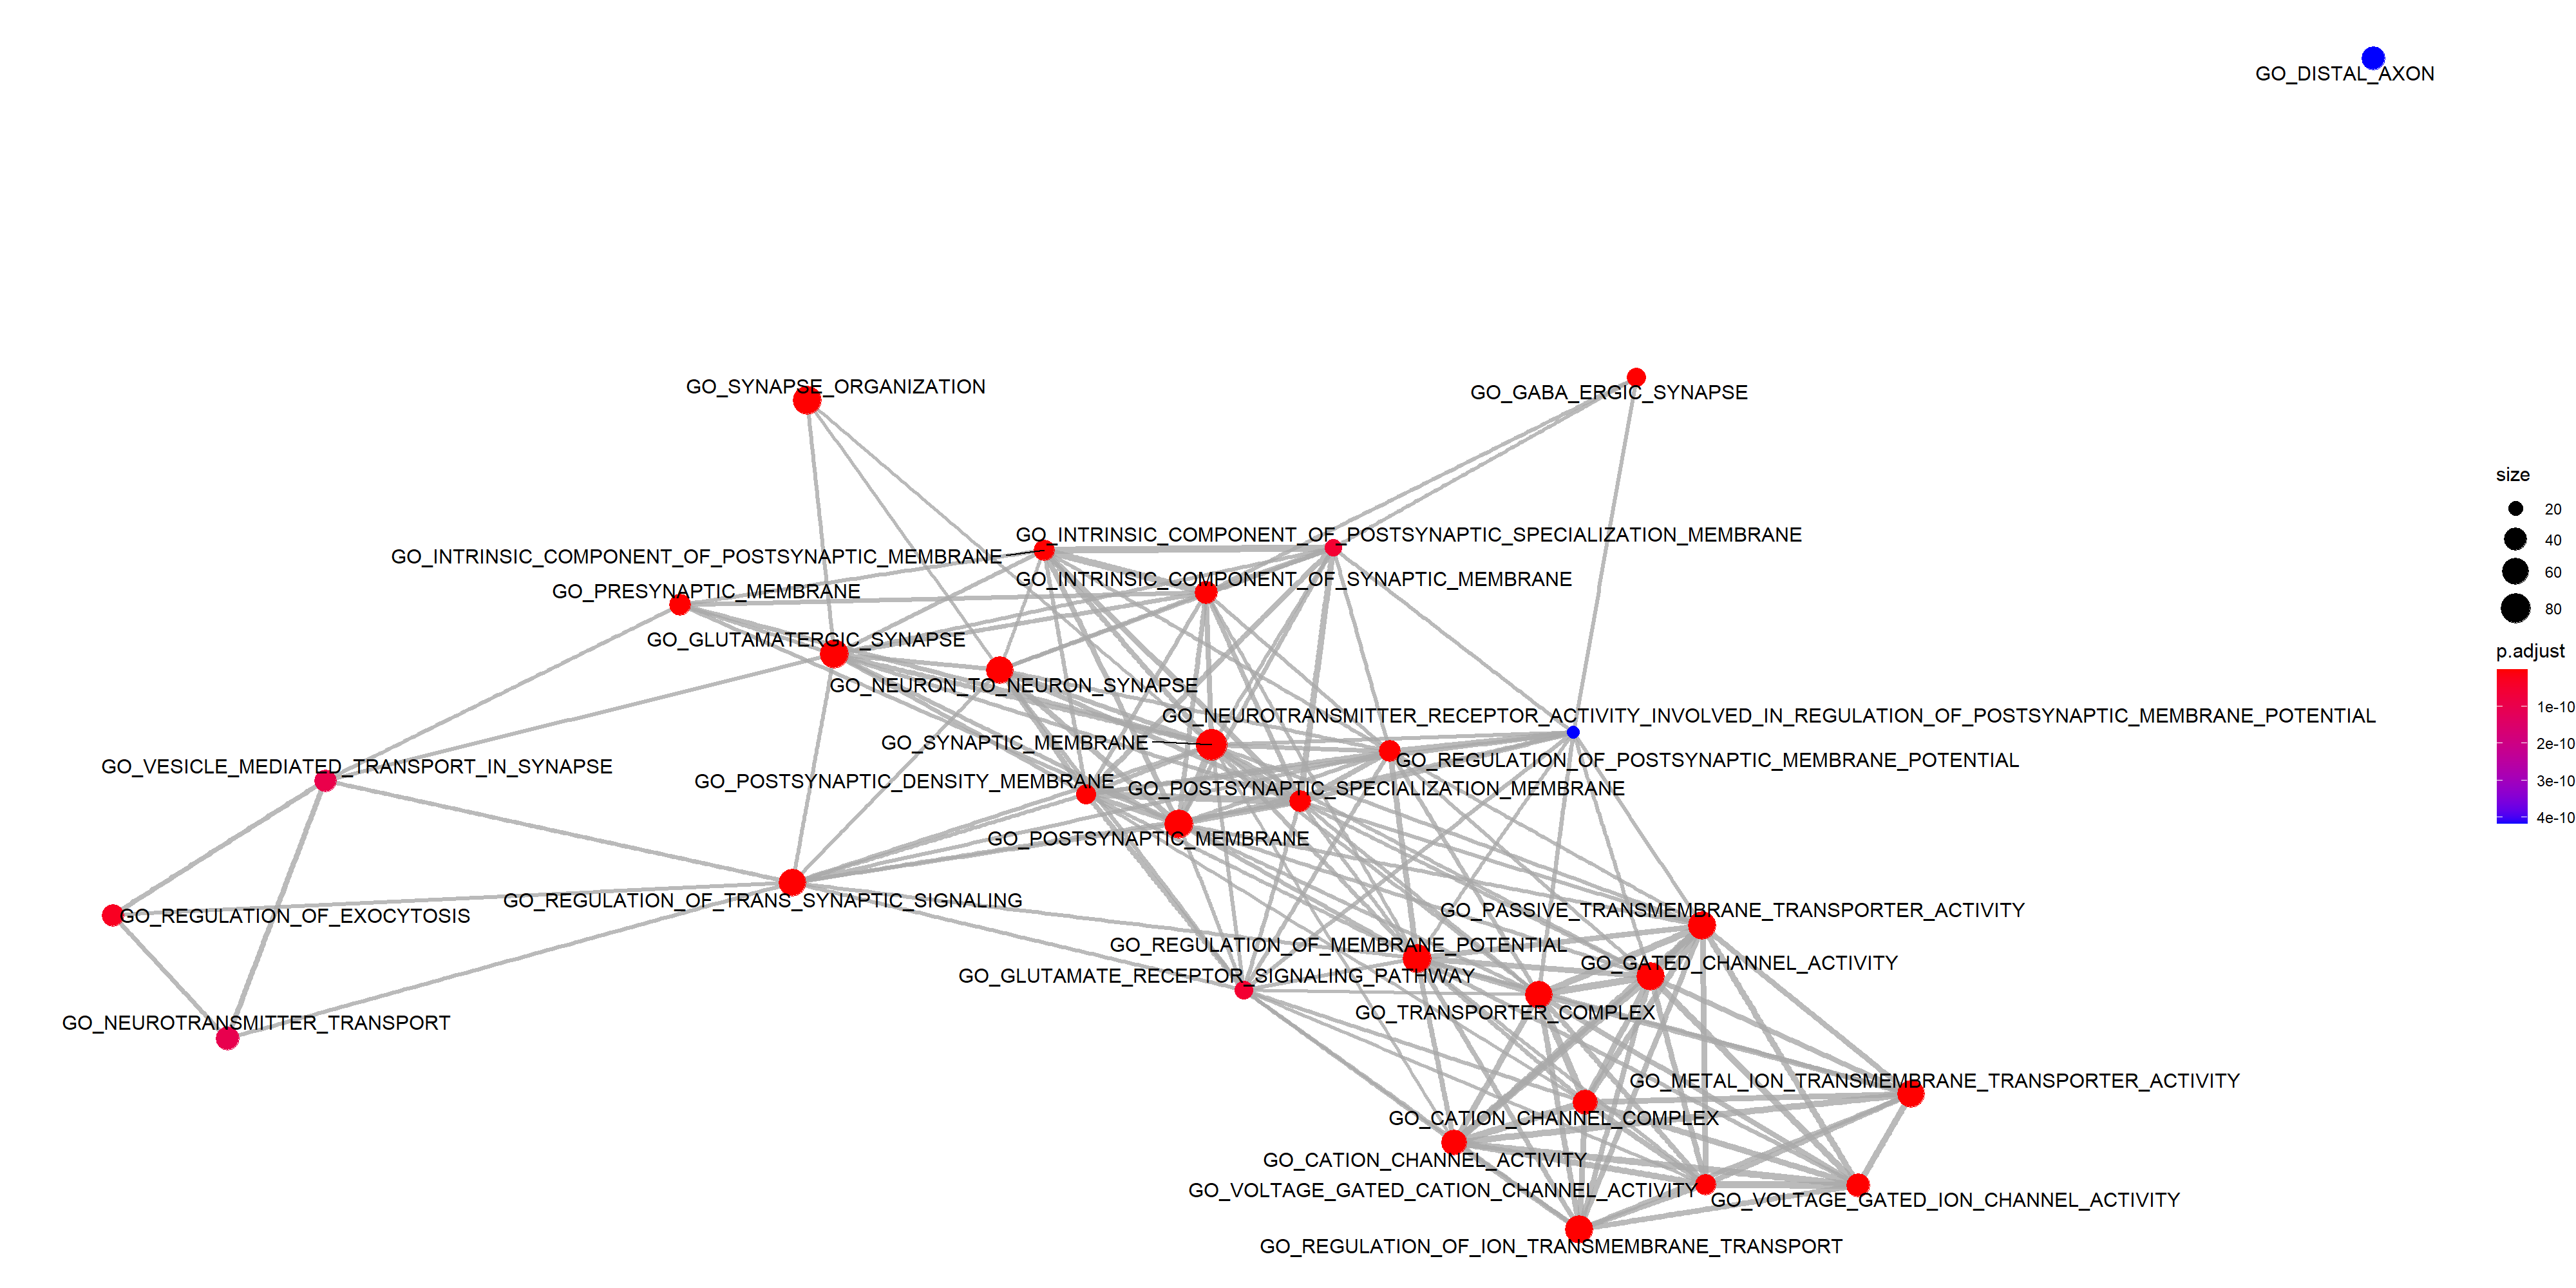 GO_DISTAL_AXON
GO_SYNAPSE_ORGANIZATION
GO_GABA_ERGIC_SYNAPSE
size
20
40
60
80
GO_INTRINSIC_COMPONENT_OF_POSTSYNAPTIC_SPECIALIZATION_MEMBRANE
GO_INTRINSIC_COMPONENT_OF_POSTSYNAPTIC_MEMBRANE
GO_INTRINSIC_COMPONENT_OF_SYNAPTIC_MEMBRANE
GO_PRESYNAPTIC_MEMBRANE
GO_GLUTAMATERGIC_SYNAPSE
p.adjust
1e-10
2e-10
3e-10
4e-10
GO_NEURON_TO_NEURON_SYNAPSE
GO_NEUROTRANSMITTER_RECEPTOR_ACTIVITY_INVOLVED_IN_REGULATION_OF_POSTSYNAPTIC_MEMBRANE_POTENTIAL
GO_SYNAPTIC_MEMBRANE
GO_REGULATION_OF_POSTSYNAPTIC_MEMBRANE_POTENTIAL
GO_VESICLE_MEDIATED_TRANSPORT_IN_SYNAPSE
GO_POSTSYNAPTIC_DENSITY_MEMBRANE
GO_POSTSYNAPTIC_SPECIALIZATION_MEMBRANE
GO_POSTSYNAPTIC_MEMBRANE
GO_REGULATION_OF_TRANS_SYNAPTIC_SIGNALING
GO_PASSIVE_TRANSMEMBRANE_TRANSPORTER_ACTIVITY
GO_REGULATION_OF_EXOCYTOSIS
GO_REGULATION_OF_MEMBRANE_POTENTIAL
GO_GATED_CHANNEL_ACTIVITY
GO_GLUTAMATE_RECEPTOR_SIGNALING_PATHWAY
GO_TRANSPORTER_COMPLEX
GO_NEUROTRANSMITTER_TRANSPORT
GO_METAL_ION_TRANSMEMBRANE_TRANSPORTER_ACTIVITY
GO_CATION_CHANNEL_COMPLEX
GO_CATION_CHANNEL_ACTIVITY
GO_VOLTAGE_GATED_CATION_CHANNEL_ACTIVITY
GO_VOLTAGE_GATED_ION_CHANNEL_ACTIVITY
GO_REGULATION_OF_ION_TRANSMEMBRANE_TRANSPORT